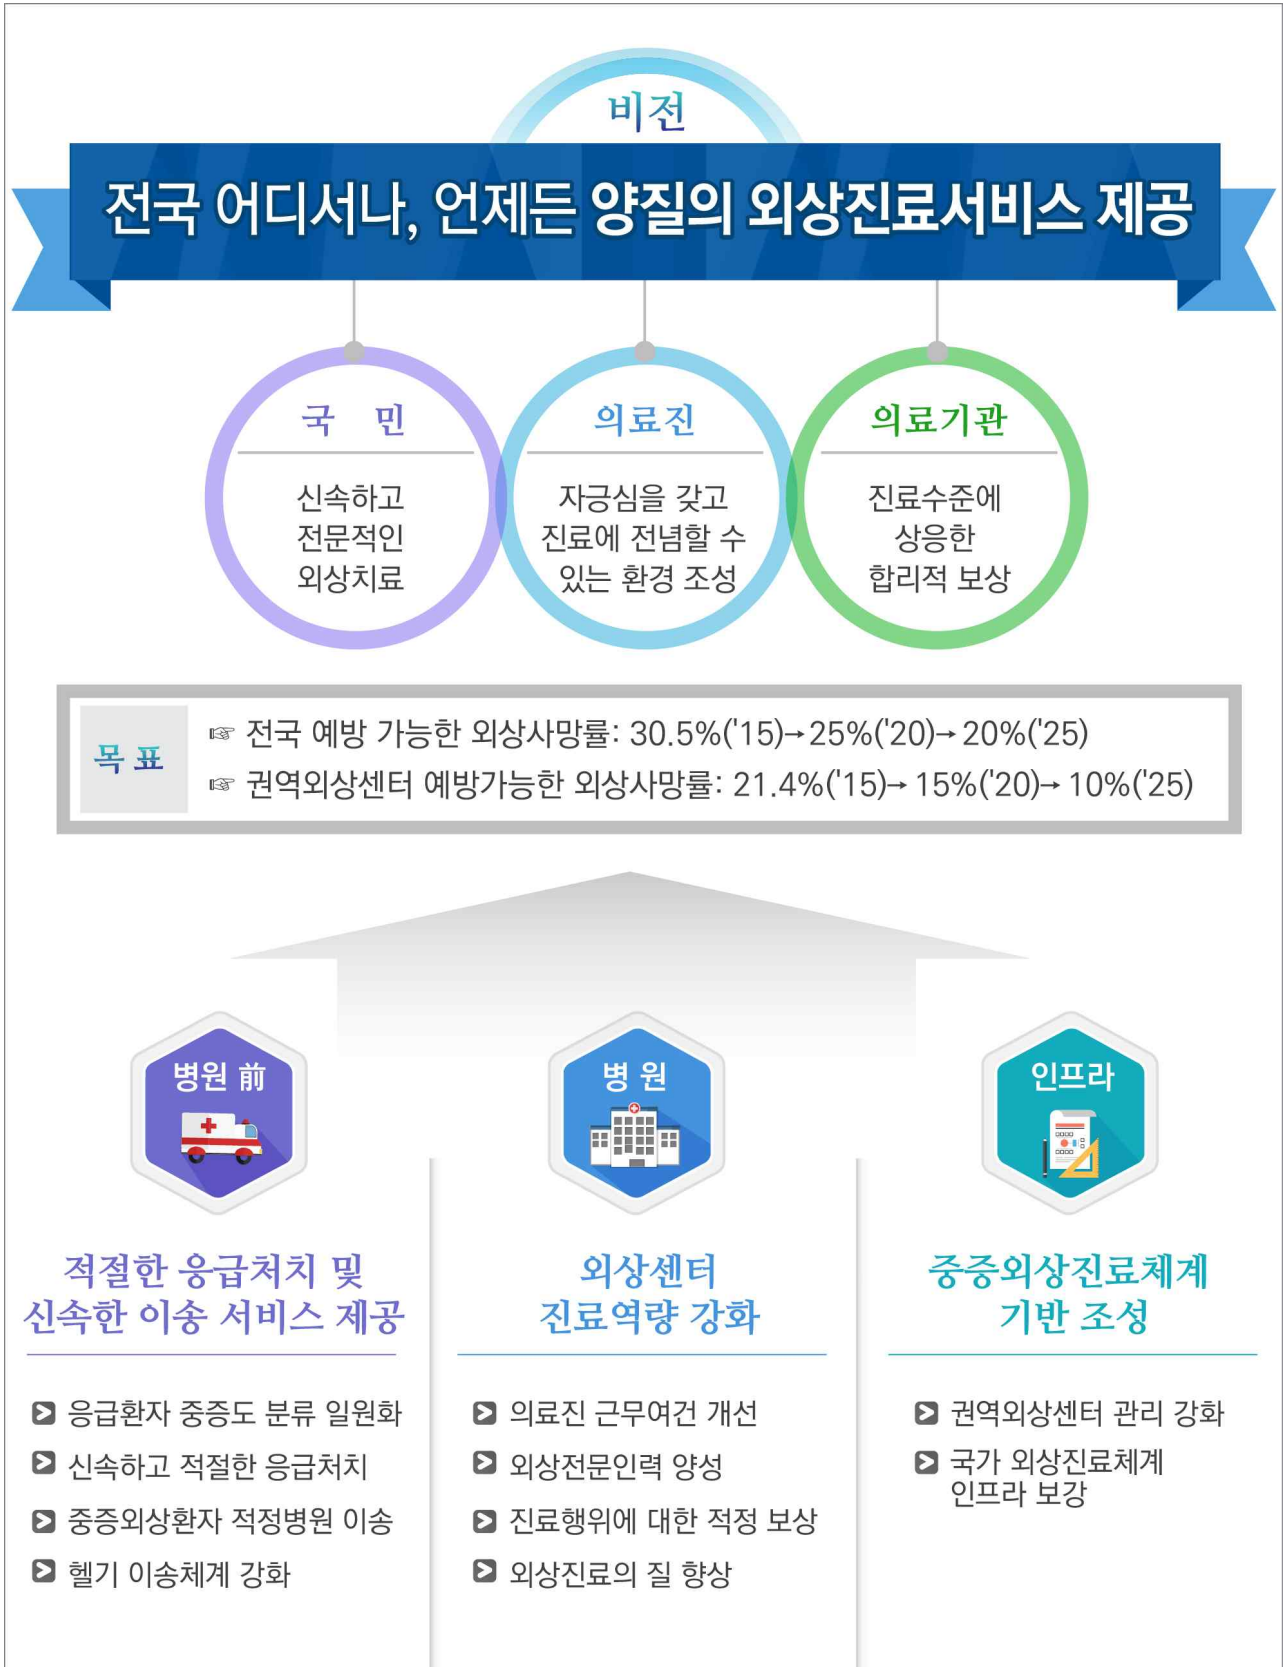 비전
전국 어디서나, 언제든 양질의 외상진료서비스 제공
국 민
신속하고
전문적인
외상치료
의료진
자긍심을 갖고
진료에 전념할 수
있는 환경 조성
의료기관
진료수준에
상응한
합리적 보상
목표
☞ 전국 예방 가능한 외상사망률: 30.5%('15)→25%('20)→20%('25)
☞ 권역외상센터 예방가능한 외상사망률: 21.4%('15)→15%('20)→10%('25)
병원 前
적절한 응급처치 및
신속한 이송 서비스 제공
응급환자 중증도 분류 일원화
신속하고 적절한 응급처치
중증외상환자 적정병원 이송
헬기 이송체계 강화
병 원
외상센터
진료역량 강화
의료진 근무여건 개선
외상전문인력 양성
진료행위에 대한 적정 보상
외상진료의 질 향상
인프라
중증외상진료체계
기반 조성
권역외상센터 관리 강화
국가 외상진료체계
인프라 보강